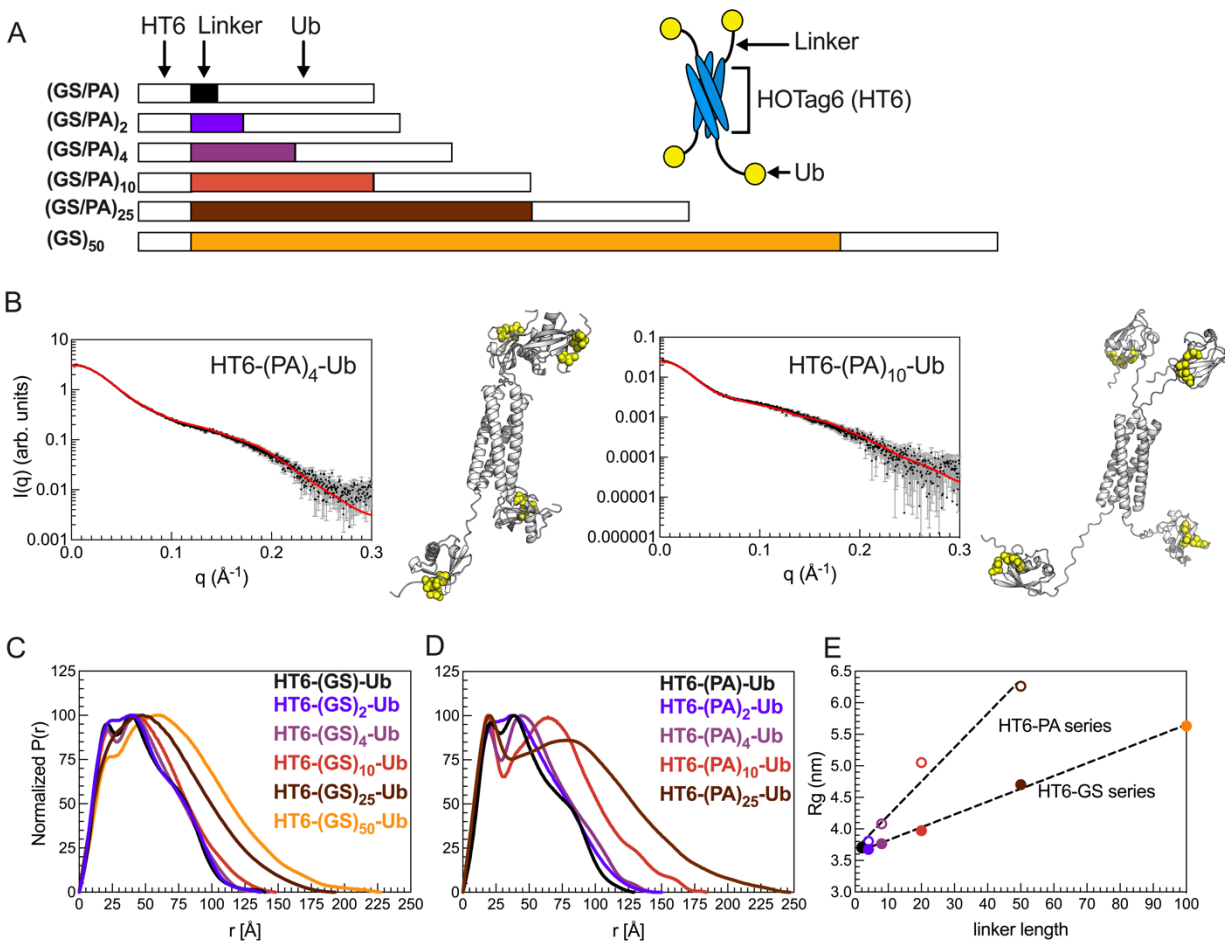 A
HT6 Linker Ub
(GS/PA)
(GS/PA)2
(GS/PA)4
(GS/PA)10
(GS/PA)25
(GS)50
Linker
HOTag6 (HT6)
Ub
B
I(q) (arb. units)
10
1
0.1
0.01
0.001
HT6-(PA)4-Ub
0.0 0.1 0.2 0.3
q (Å-1)
0.1
0.01
0.001
0.0001
0.00001
0.000001
HT6-(PA)10-Ub
0.0 0.1 0.2 0.3
q (Å-1)
C
Normalized P(r)
125
100
75
50
25
0
HT6-(GS)-Ub
HT6-(GS)2-Ub
HT6-(GS)4-Ub
HT6-(GS)10-Ub
HT6-(GS)25-Ub
HT6-(GS)50-Ub
0 25 50 75 100 125 150 175 200 225 250
r [Å]
D
125
100
75
50
25
0
HT6-(PA)-Ub
HT6-(PA)2-Ub
HT6-(PA)4-Ub
HT6-(PA)10-Ub
HT6-(PA)25-Ub
0 25 50 75 100 125 150 175 200 225 250
r [Å]
E
Rg (nm)
6.5
6.0
5.5
5.0
4.5
4.0
3.5
3.0
HT6-PA series
HT6-GS series
0 10 20 30 40 50 60 70 80 90 100
linker length